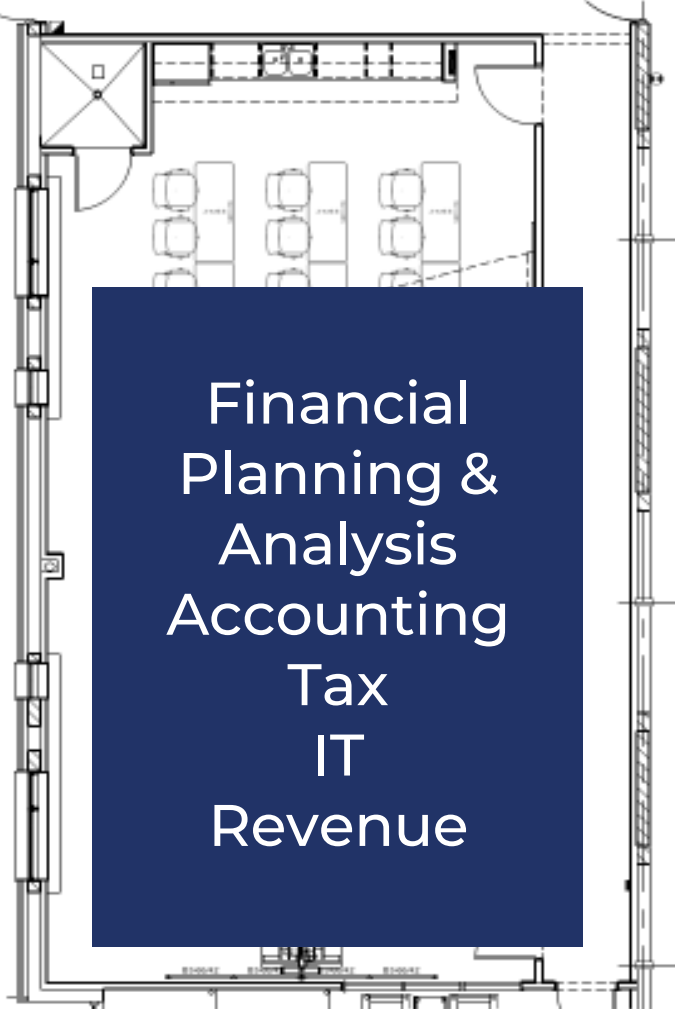 Financial
Planning &
Analysis
Accounting
Tax
IT
Revenue